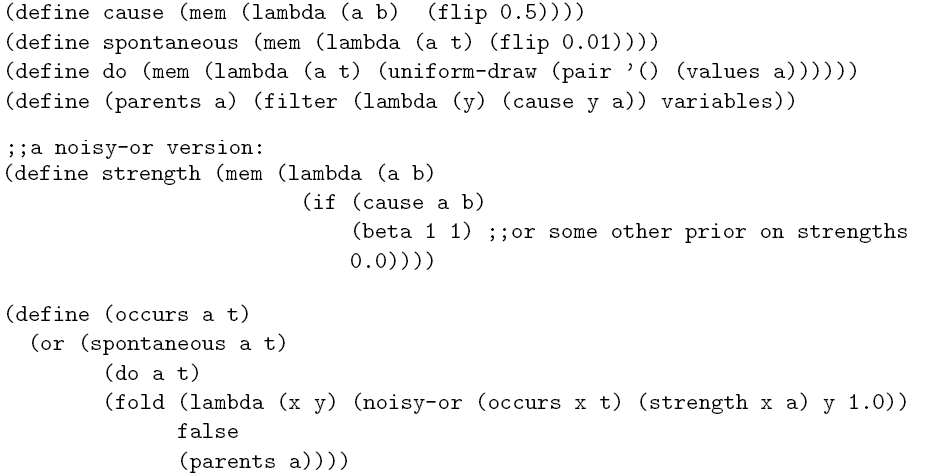 (define cause (mem (lambda (a b)  (flip 0.5))))
(define spontaneous (mem (lambda (a t) (flip 0.01))))
(define do (mem (lambda (a t) (uniform-draw (pair '() (values a))))))
(define (parents a) (filter (lambda (y) (cause y a)) variables))
;;a noisy-or version:
(define strength (mem (lambda (a b)
(if (cause a b)
(beta 1 1) ;;or some other prior on strengths
0.0))))
(define (occurs a t)
(or (spontaneous a t)
(do a t)
(fold (lambda (x y) (noisy-or (occurs x t) (strength x a) y 1.0))
false
(parents a))))